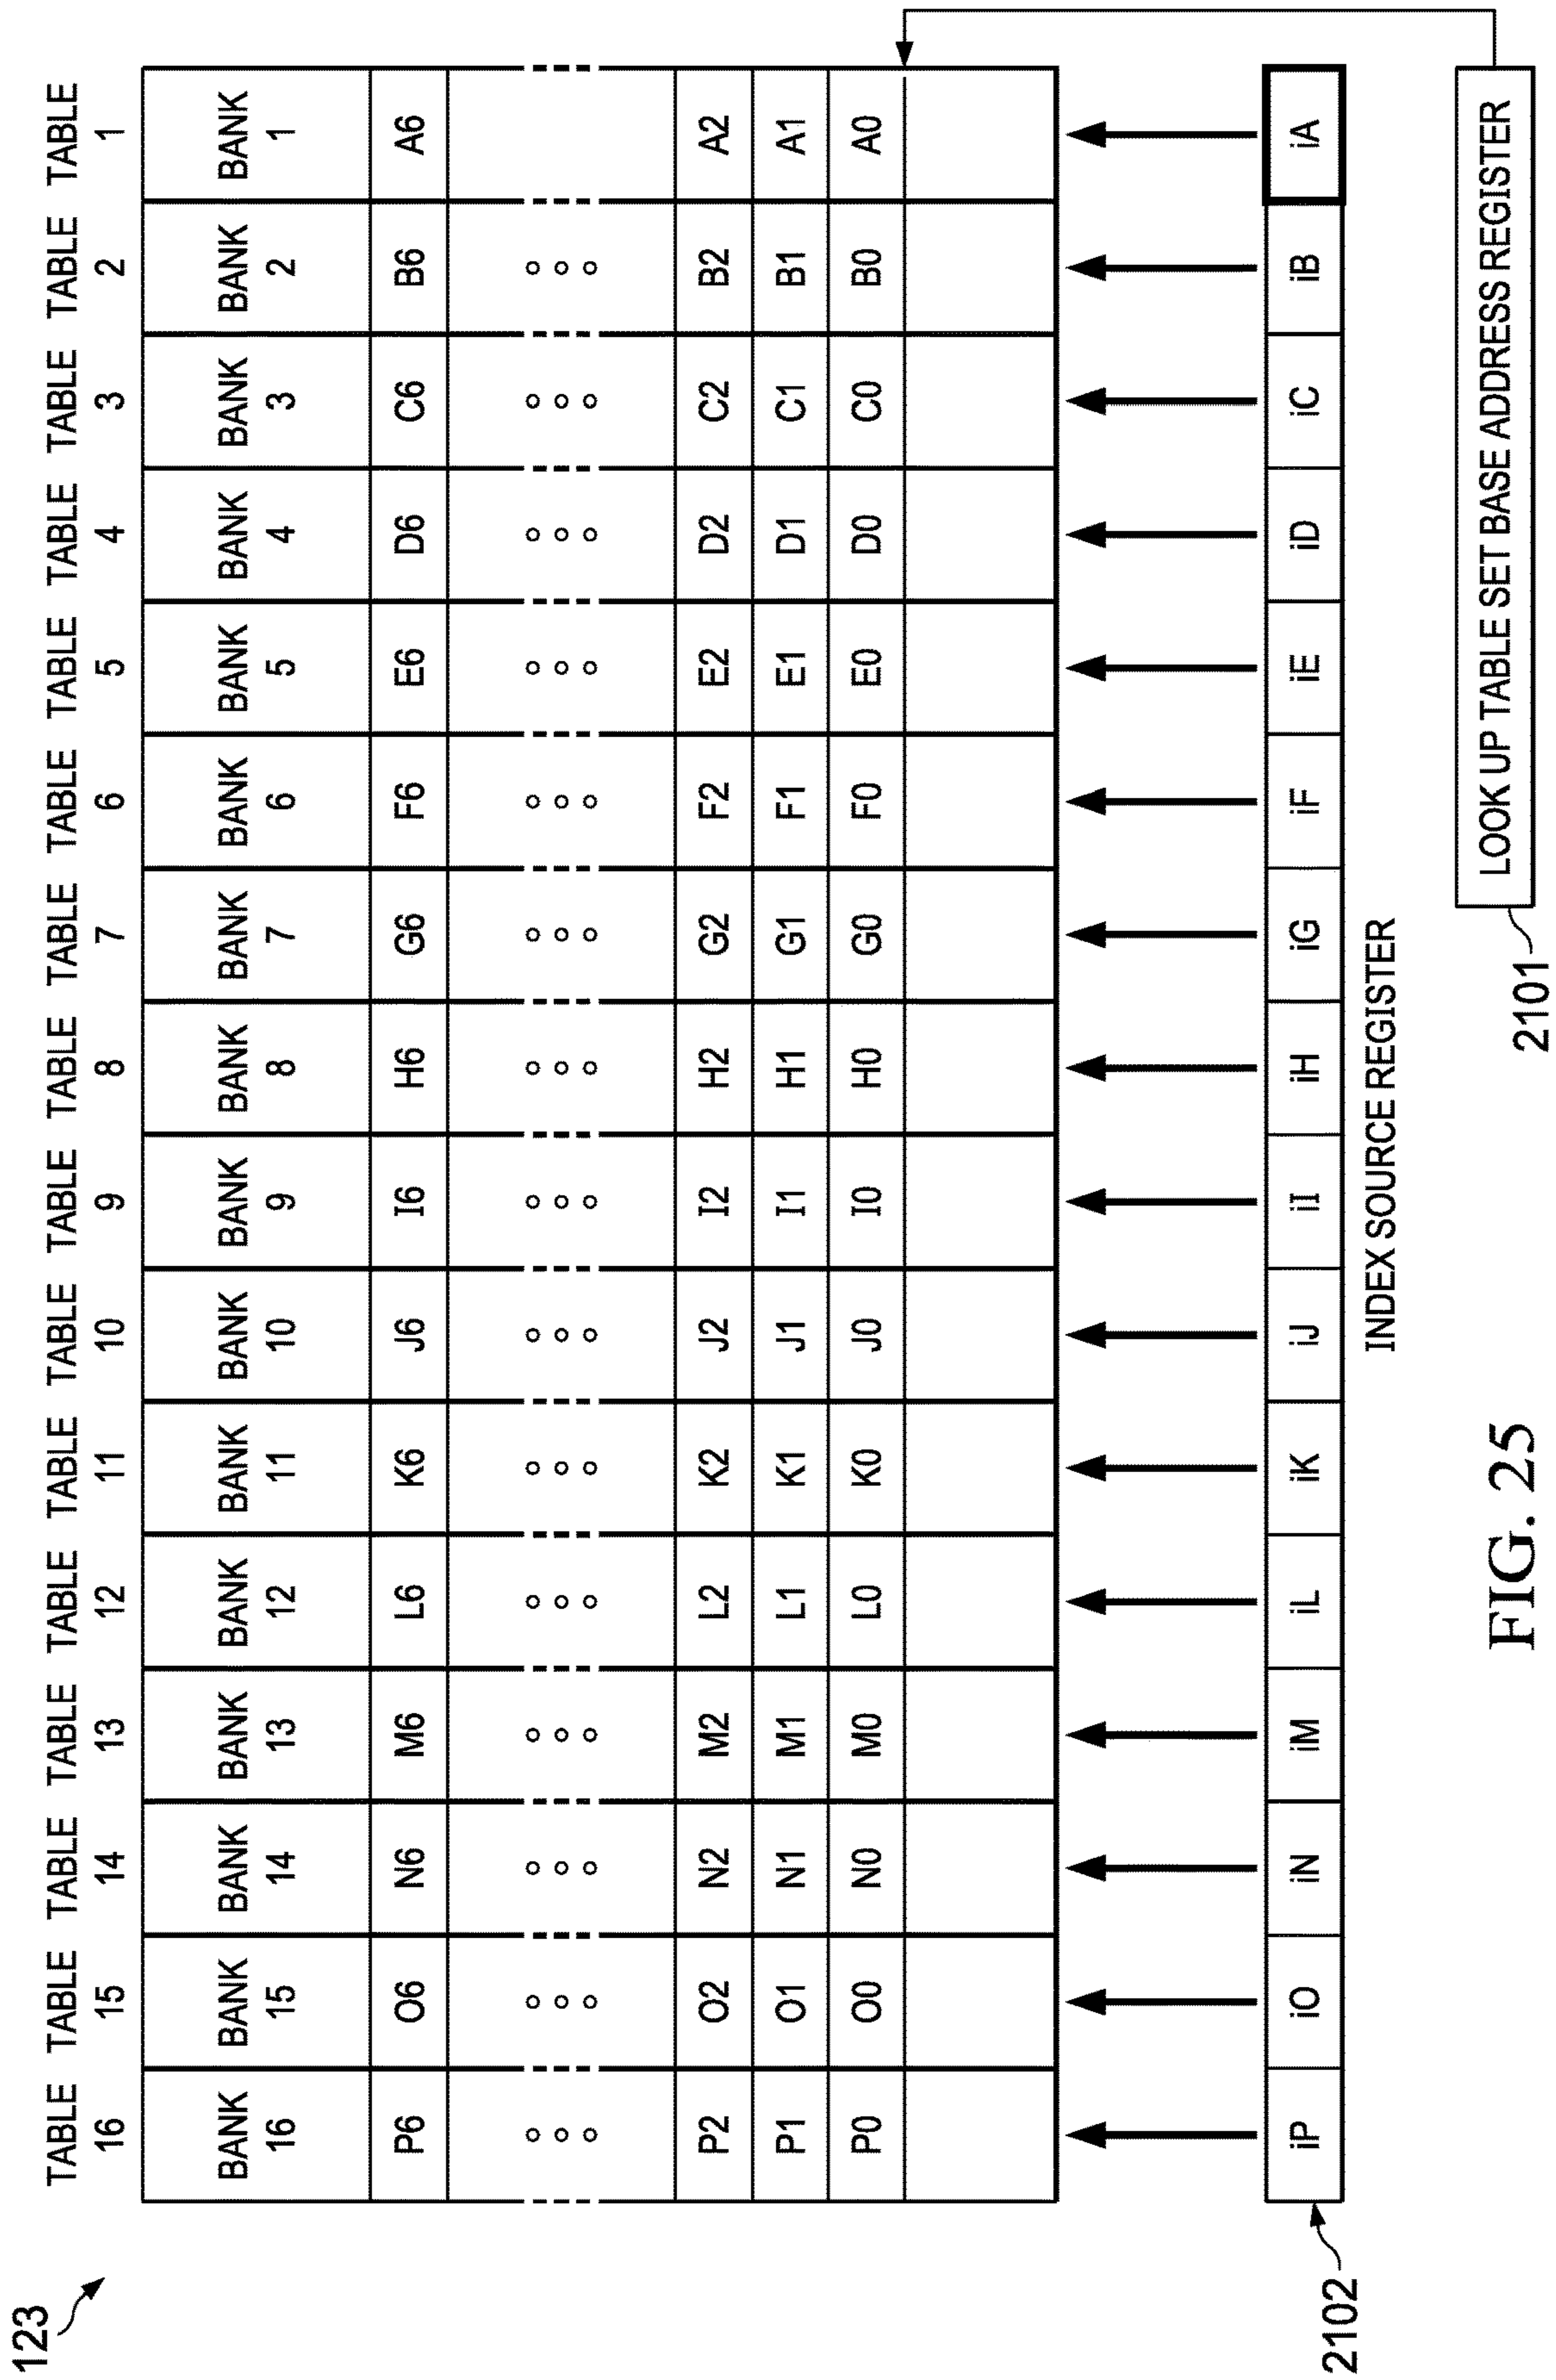 123
TABLE TABLE TABLE TABLE TABLE TABLE TABLE TABLE TABLE TABLE TABLE TABLE TABLE TABLE TABLE TABLE
16 15 14 13 12 11 10 9 8 7 6 5 4 3 2 1
BANK BANK BANK BANK BANK BANK BANK BANK BANK BANK BANK BANK BANK BANK BANK BANK
16 15 14 13 12 11 10 9 8 7 6 5 4 3 2 1
P6 O6 N6 M6 L6 K6 J6 I6 H6 G6 F6 E6 D6 C6 B6 A6
P2 O2 N2 M2 L2 K2 J2 I2 H2 G2 F2 E2 D2 C2 B2 A2
P1 O1 N1 M1 L1 K1 J1 I1 H1 G1 F1 E1 D1 C1 B1 A1
P0 O0 N0 M0 L0 K0 J0 I0 H0 G0 F0 E0 D0 C0 B0 A0
iP iO iN iM iL iK iJ iI iH iG iF iE iD iC iB iA
2102
INDEX SOURCE REGISTER
LOOK UP TABLE SET BASE ADDRESS REGISTER
2101
FIG. 25